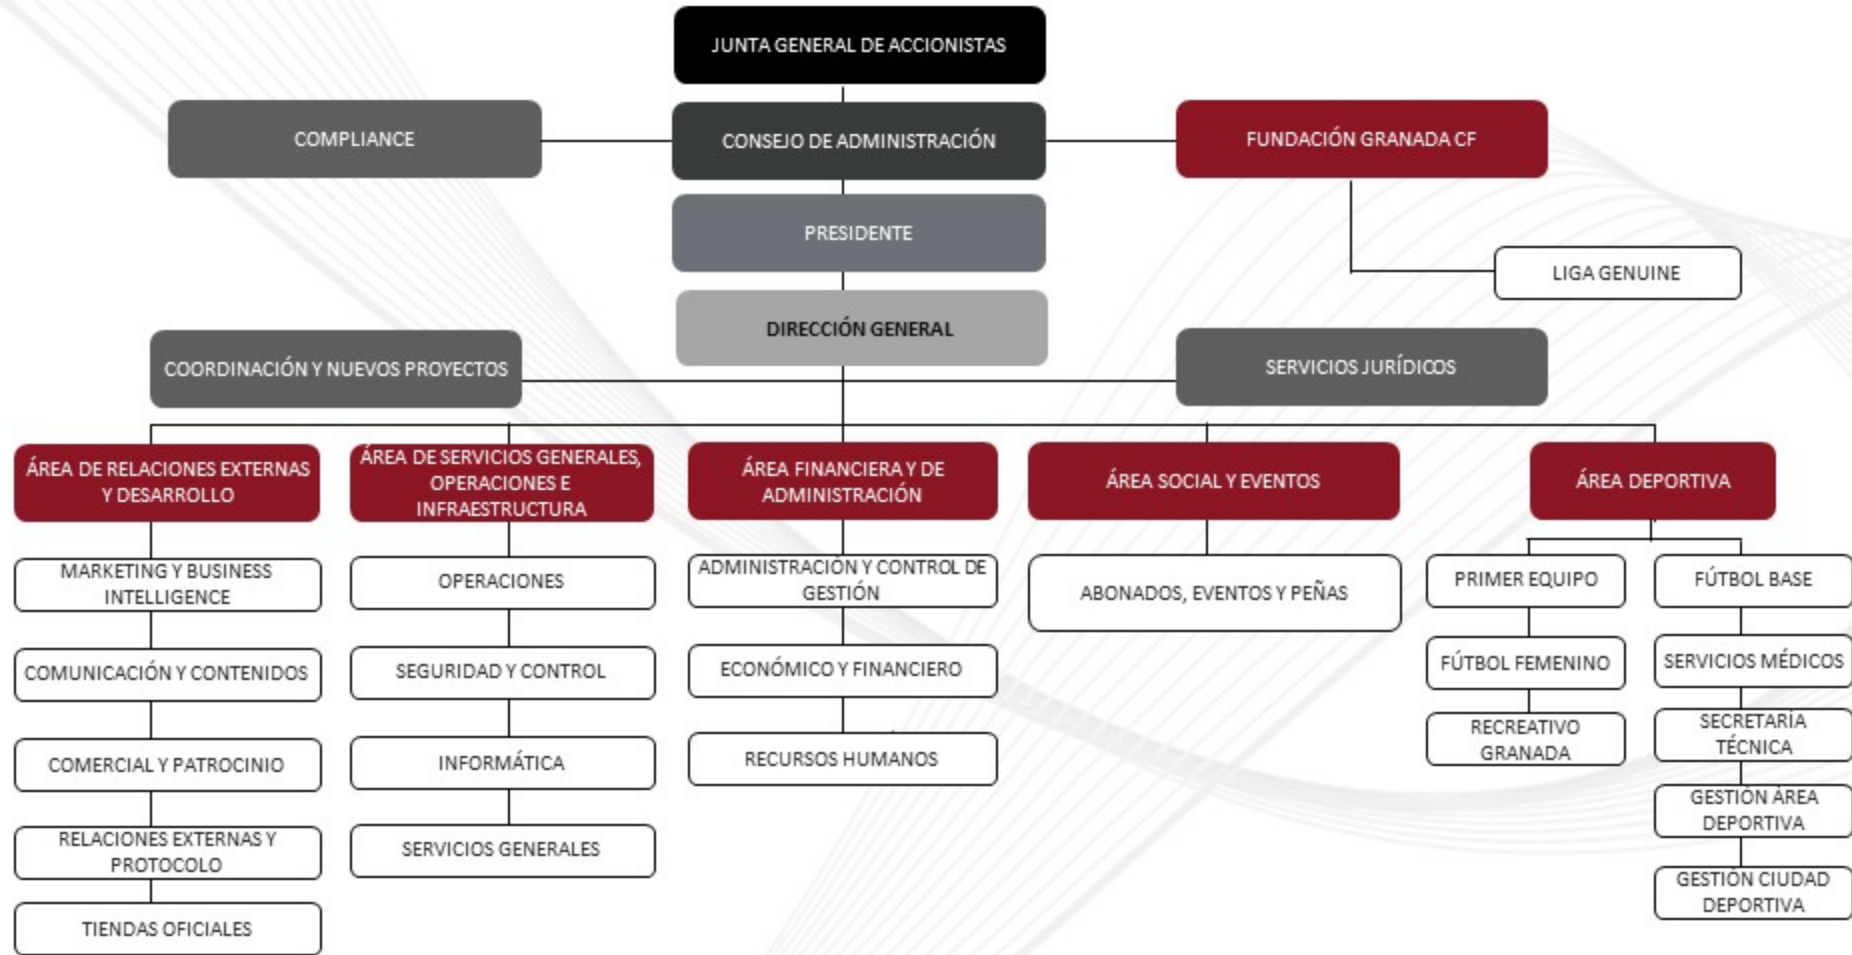 JUNTA GENERAL DE ACCIONISTAS
COMPLIANCE
CONSEJO DE ADMINISTRACIÓN
FUNDACIÓN GRANADA CF
PRESIDENTE
LIGA GENUINE
DIRECCIÓN GENERAL
COORDINACIÓN Y NUEVOS PROYECTOS
SERVICIOS JURÍDICOS
ÁREA DE RELACIONES EXTERNAS
Y DESARROLLO
ÁREA DE SERVICIOS GENERALES,
OPERACIONES E
INFRAESTRUCTURA
ÁREA FINANCIERA Y DE
ADMINISTRACIÓN
ÁREA SOCIAL Y EVENTOS
ÁREA DEPORTIVA
MARKETING Y BUSINESS
INTELLIGENCE
COMUNICACIÓN Y CONTENIDOS
COMERCIAL Y PATROCINIO
RELACIONES EXTERNAS Y
PROTOCOLO
TIENDAS OFICIALES
OPERACIONES
SEGURIDAD Y CONTROL
INFORMÁTICA
SERVICIOS GENERALES
ADMINISTRACIÓN Y CONTROL DE
GESTIÓN
ECONÓMICO Y FINANCIERO
RECURSOS HUMANOS
ABONADOS, EVENTOS Y PEÑAS
PRIMER EQUIPO
FÚTBOL FEMENINO
RECREATIVO
GRANADA
FÚTBOL BASE
SERVICIOS MÉDICOS
SECRETARÍA
TÉCNICA
GESTIÓN ÁREA
DEPORTIVA
GESTIÓN CIUDAD
DEPORTIVA